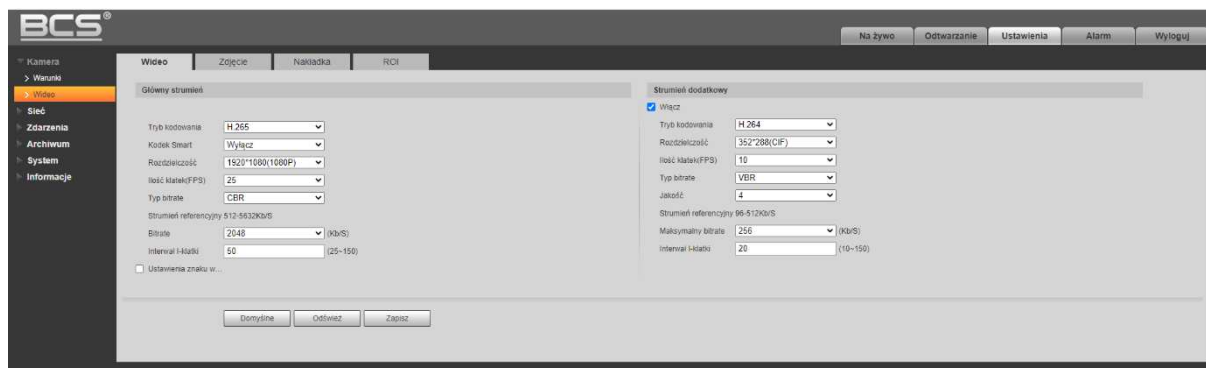 BCS®
Na żywo Odtwarzanie Ustawienia Alarm Wyloguj
Kamera
Warunki
Wideo
Sieć
Zdarzenia
Archiwum
System
Informacje
Wideo Zdjęcie Nakładka ROI
Główny strumień
Tryb kodowania H.265
Kodek Smart Wyłącz
Rozdzielczość 1920*1080(1080P)
Ilość klatek(FPS) 25
Typ bitrate CBR
Strumień referencyjny 512-5632Kb/S
Bitrate 2048 (Kb/S)
Interwał I-klatki 50 (25~150)
Ustawienia znaku w...
Strumień dodatkowy
Włącz
Tryb kodowania H.264
Rozdzielczość 352*288(CIF)
Ilość klatek(FPS) 10
Typ bitrate VBR
Jakość 4
Strumień referencyjny 96-512Kb/S
Maksymalny bitrate 256 (Kb/S)
Interwał I-klatki 20 (10~150)
Domyślne Odśwież Zapisz